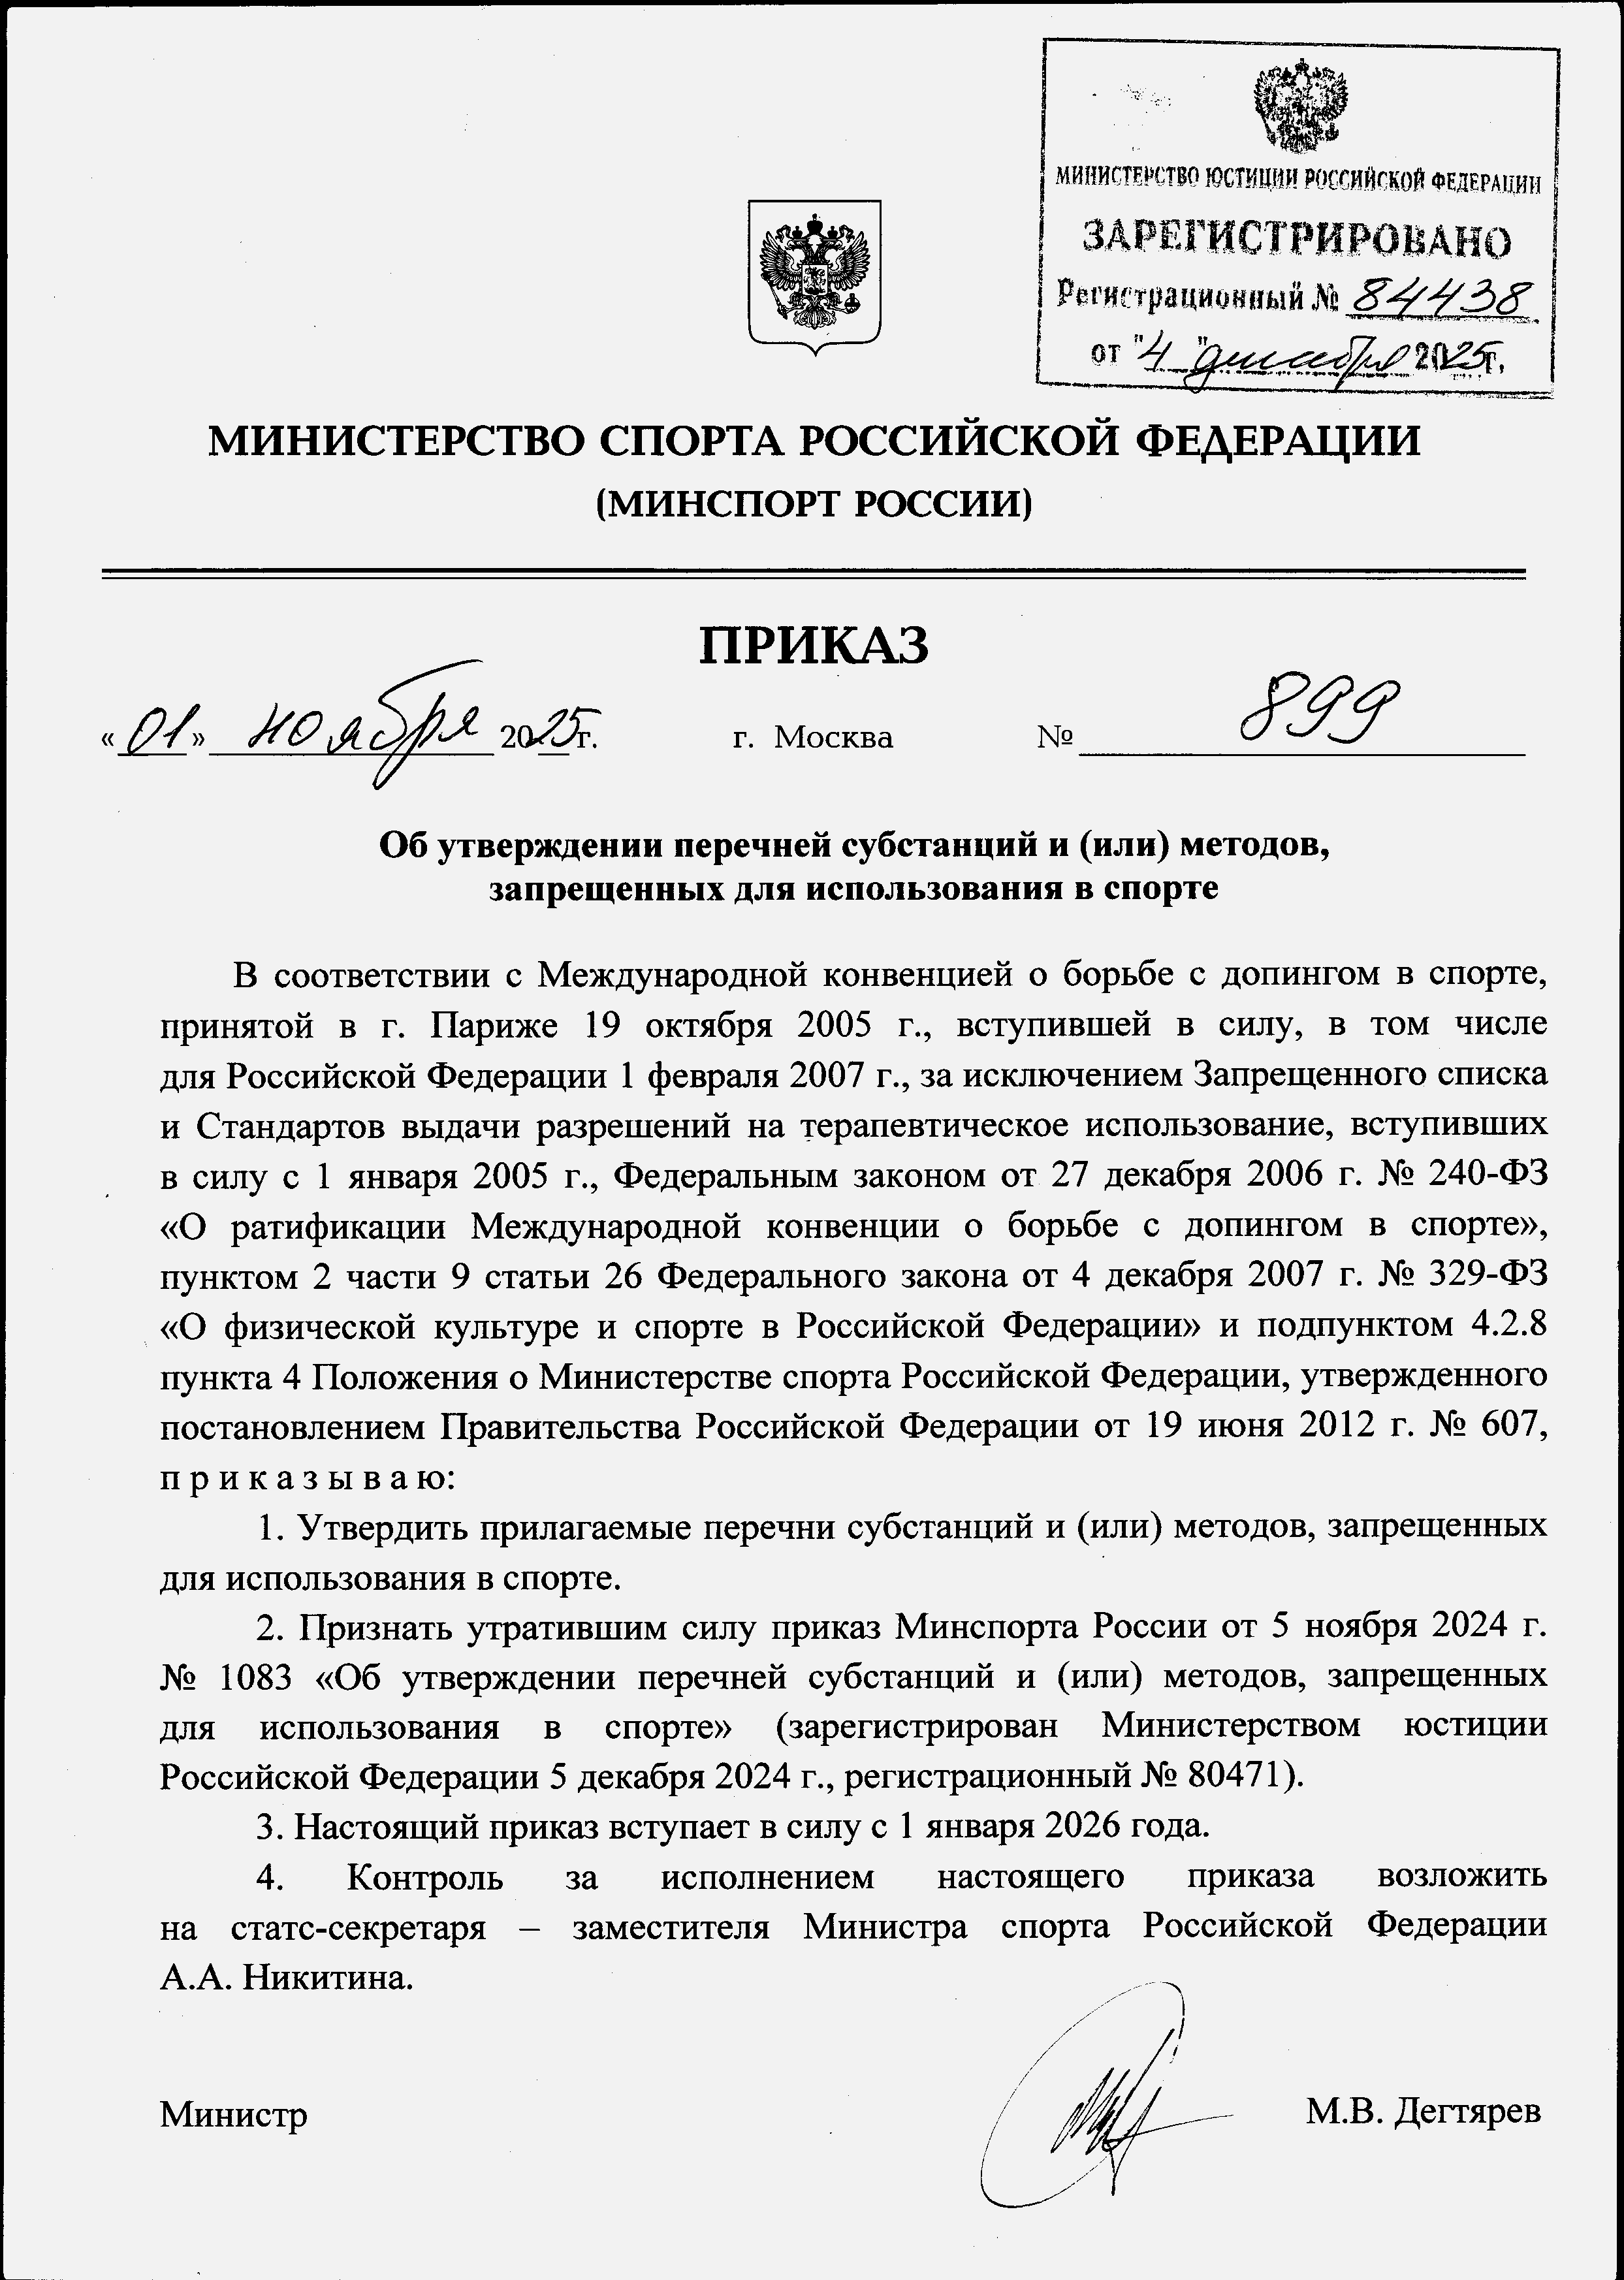 МИНИСТЕРСТВО ЮСТИЦИИ РОССИЙСКОЙ ФЕДЕРАЦИИ
ЗАРЕГИСТРИРОВАНО
Регистрационный № 84438
от "4" декабря 2025г.
МИНИСТЕРСТВО СПОРТА РОССИЙСКОЙ ФЕДЕРАЦИИ
(МИНСПОРТ РОССИИ)
ПРИКАЗ
«01» ноября 2025г. г. Москва № 899
Об утверждении перечней субстанций и (или) методов,
запрещенных для использования в спорте
В соответствии с Международной конвенцией о борьбе с допингом в спорте,
принятой в г. Париже 19 октября 2005 г., вступившей в силу, в том числе
для Российской Федерации 1 февраля 2007 г., за исключением Запрещенного списка
и Стандартов выдачи разрешений на терапевтическое использование, вступивших
в силу с 1 января 2005 г., Федеральным законом от 27 декабря 2006 г. № 240-ФЗ
«О ратификации Международной конвенции о борьбе с допингом в спорте»,
пунктом 2 части 9 статьи 26 Федерального закона от 4 декабря 2007 г. № 329-ФЗ
«О физической культуре и спорте в Российской Федерации» и подпунктом 4.2.8
пункта 4 Положения о Министерстве спорта Российской Федерации, утвержденного
постановлением Правительства Российской Федерации от 19 июня 2012 г. № 607,
п р и к а з ы в а ю:
1. Утвердить прилагаемые перечни субстанций и (или) методов, запрещенных
для использования в спорте.
2. Признать утратившим силу приказ Минспорта России от 5 ноября 2024 г.
№ 1083 «Об утверждении перечней субстанций и (или) методов, запрещенных
для использования в спорте» (зарегистрирован Министерством юстиции
Российской Федерации 5 декабря 2024 г., регистрационный № 80471).
3. Настоящий приказ вступает в силу с 1 января 2026 года.
4. Контроль за исполнением настоящего приказа возложить
на статс-секретаря – заместителя Министра спорта Российской Федерации
А.А. Никитина.
Министр М.В. Дегтярев